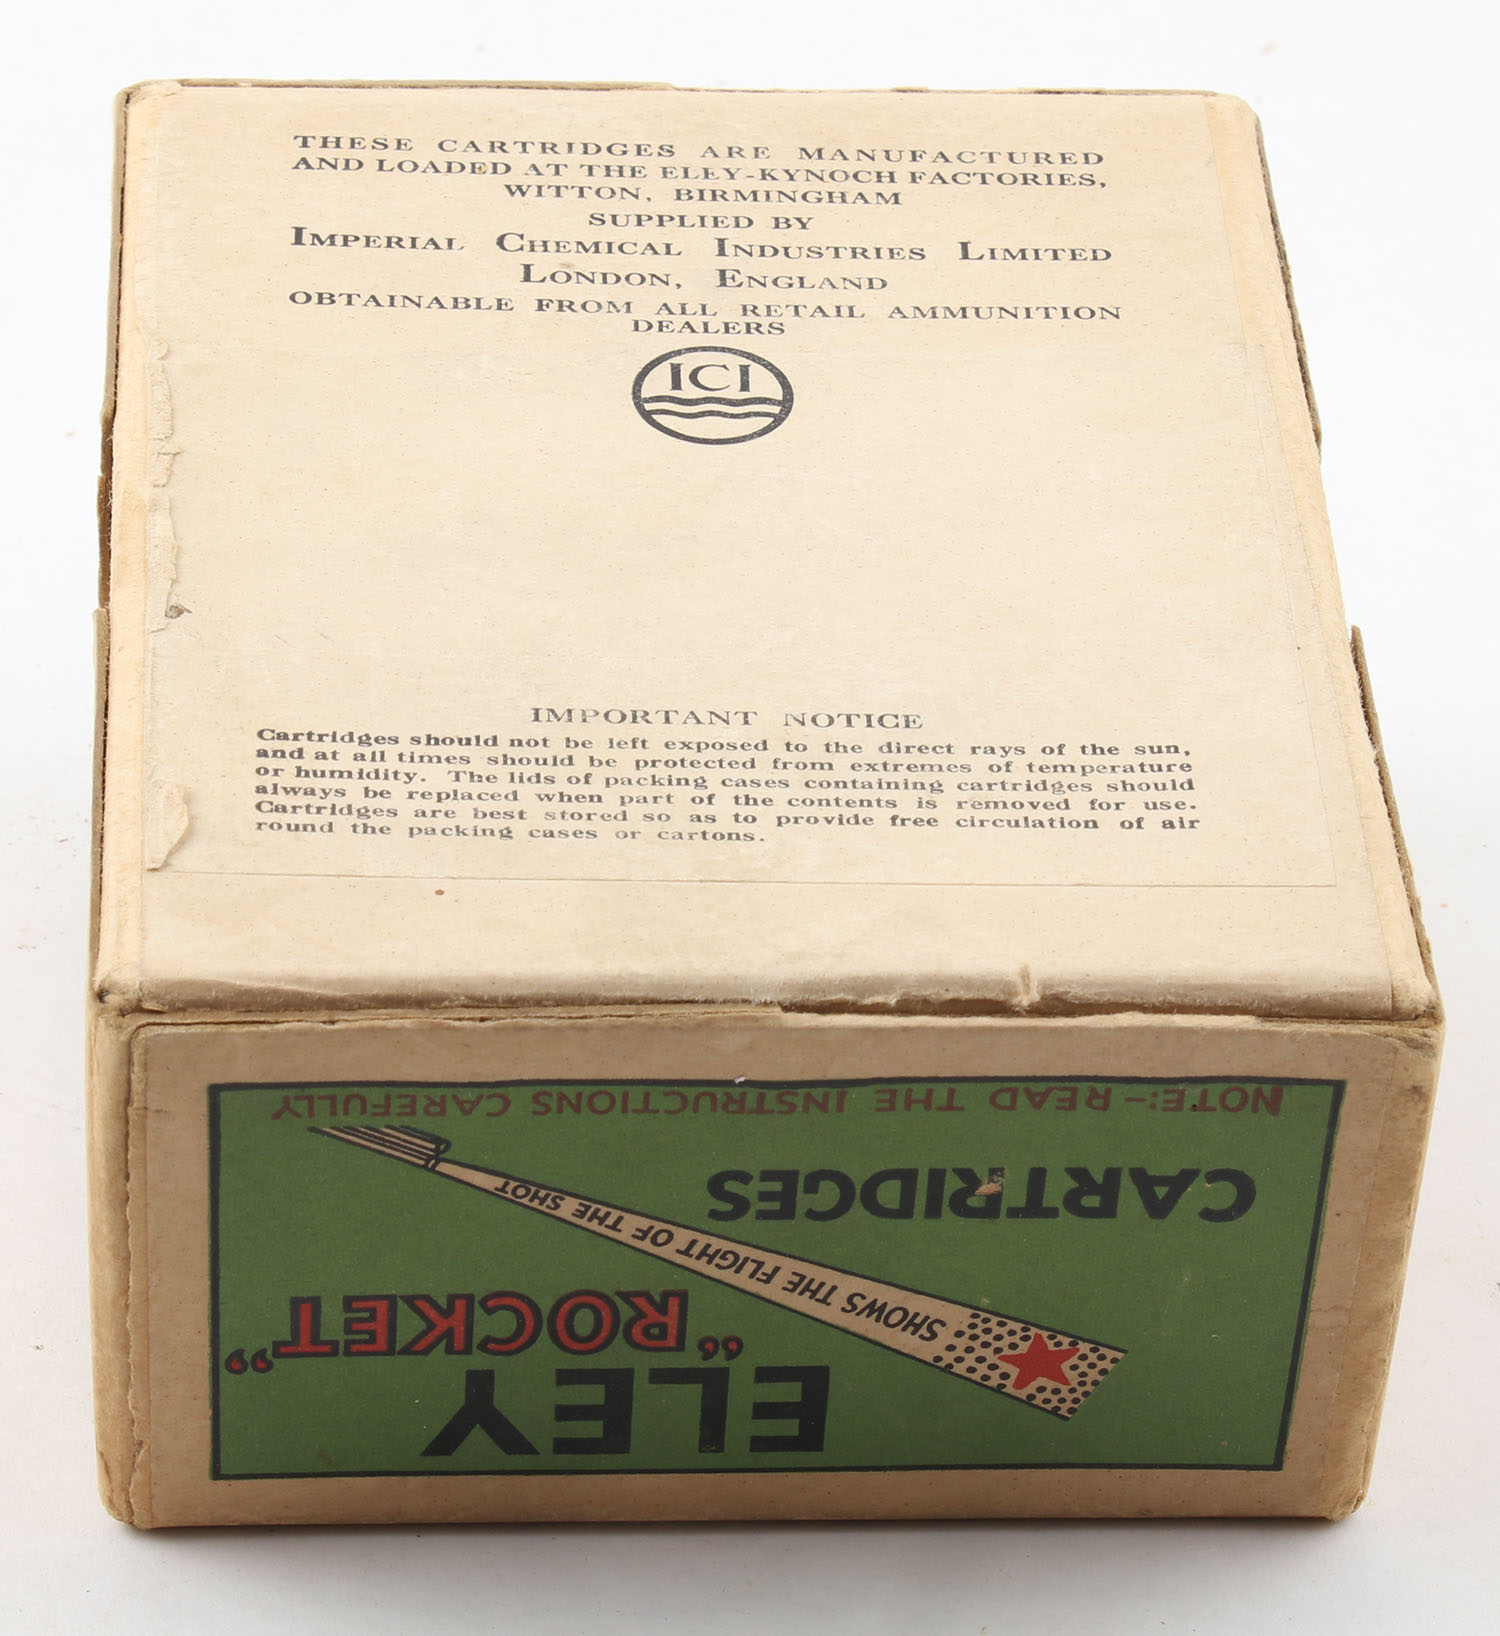 THESE CARTRIDGES ARE MANUFACTURED
AND LOADED AT THE ELEY-KYNOCH FACTORIES,
WITTON, BIRMINGHAM
SUPPLIED BY
IMPERIAL CHEMICAL INDUSTRIES LIMITED
LONDON, ENGLAND
OBTAINABLE FROM ALL RETAIL AMMUNITION
DEALERS
ICI
IMPORTANT NOTICE
Cartridges should not be left exposed to the direct rays of the sun,
and at all times should be protected from extremes of temperature
or humidity. The lids of packing cases containing cartridges should
always be replaced when part of the contents is removed for use.
Cartridges are best stored so as to provide free circulation of air
round the packing cases or cartons.
ELEY
"ROCKET"
SHOWS THE FLIGHT OF THE SHOT
CARTRIDGES
NOTE:-READ THE INSTRUCTIONS CAREFULLY